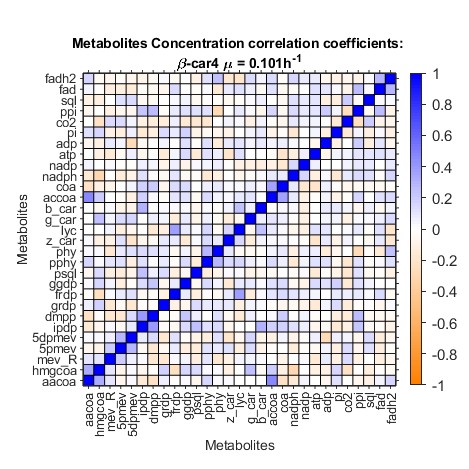 Metabolites Concentration correlation coefficients:
β-car4 μ = 0.101h-1
Metabolites
fadh2
fad
sql
ppi
co2
pi
adp
atp
nadp
nadph
coa
accoa
b_car
g_car
lyc
z_car
phy
pphy
psql
ggdp
frdp
grdp
dmpp
ipdp
5dpmev
5pmev
mev_R
hmgcoa
aacoa
aacoa
hmgcoa
mev_R
5pmev
5dpmev
ipdp
dmpp
grdp
frdp
ggdp
psql
pphy
phy
z_car
lyc
g_car
b_car
accoa
coa
nadph
nadp
atp
adp
pi
co2
ppi
sql
fad
fadh2
Metabolites
1
0.8
0.6
0.4
0.2
0
-0.2
-0.4
-0.6
-0.8
-1